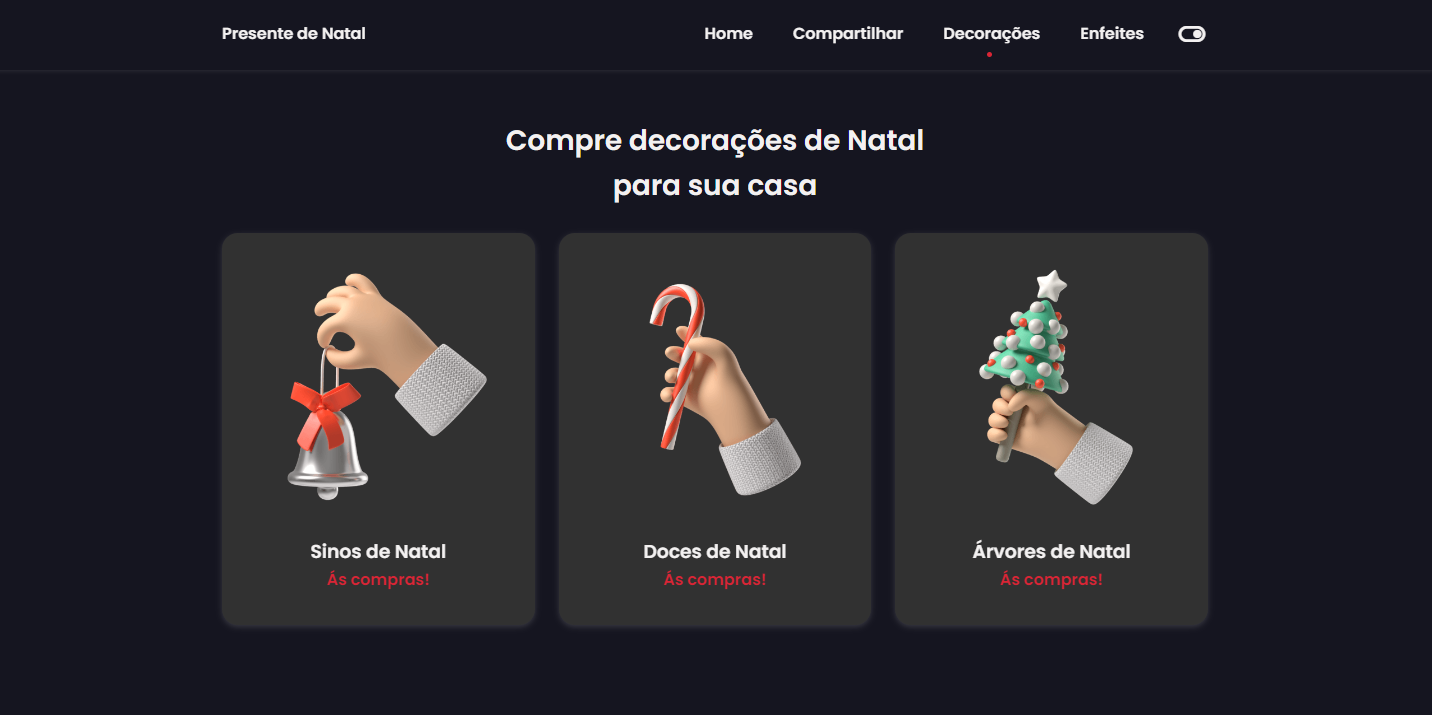 Presente de Natal
Home
Compartilhar
Decorações
Enfeites
Compre decorações de Natal
para sua casa
Sinos de Natal
Ás compras!
Doces de Natal
Ás compras!
Árvores de Natal
Ás compras!